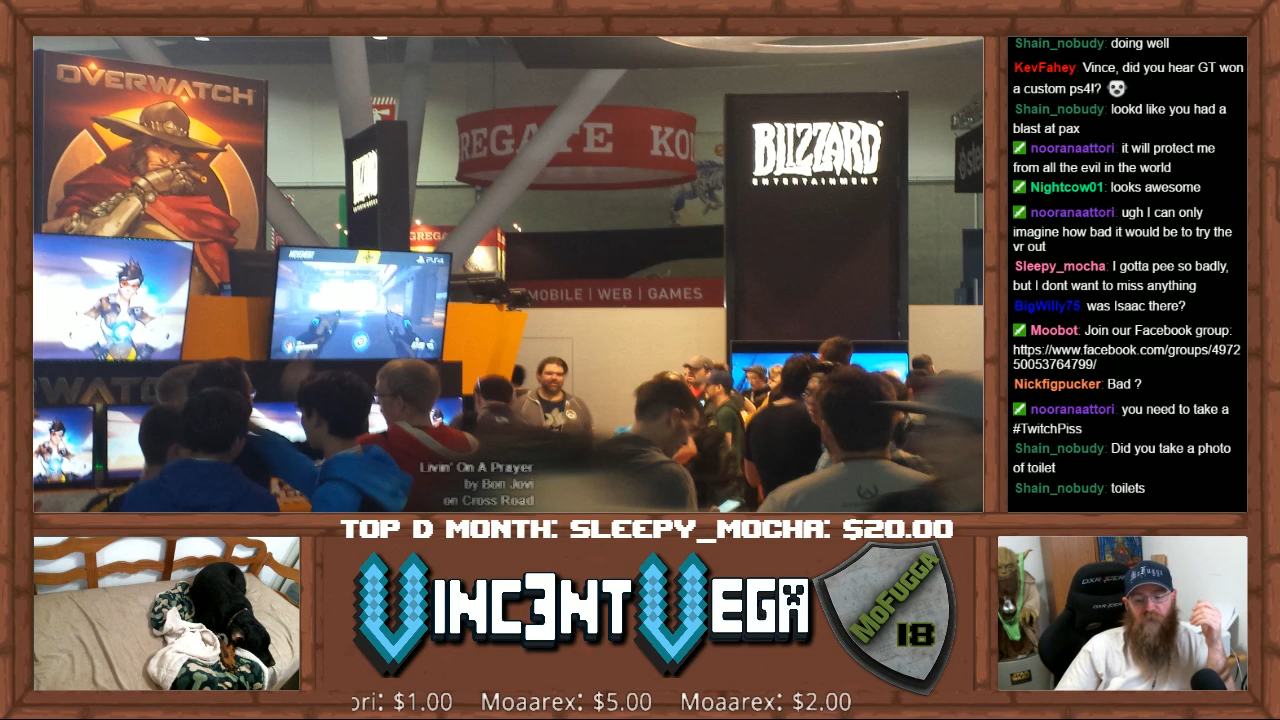 OVERWATCH
BLIZZARD
ENTERTAINMENT
REGATE KO
MOBILE | WEB | GAMES
PS4
Livin' On A Prayer
by Bon Jovi
on Cross Road
Shain_nobudy: doing well
KevFahey: Vince, did you hear GT won
a custom ps4!?
Shain_nobudy: lookd like you had a
blast at pax
nooranaattori: it will protect me
from all the evil in the world
Nightcow01: looks awesome
nooranaattori: ugh I can only
imagine how bad it would be to try the
vr out
Sleepy_mocha: I gotta pee so badly,
but I dont want to miss anything
BigWilly75: was Isaac there?
Moobot: Join our Facebook group:
https://www.facebook.com/groups/4972
50053764799/
Nickfigpucker: Bad ?
nooranaattori: you need to take a
#TwitchPiss
Shain_nobudy: Did you take a photo
of toilet
Shain_nobudy: toilets
TOP D MONTH: SLEEPY_MOCHA: $20.00
VINC3NTVEGA
MOFUGGA
18
ori: $1.00 Moaarex: $5.00 Moaarex: $2.00